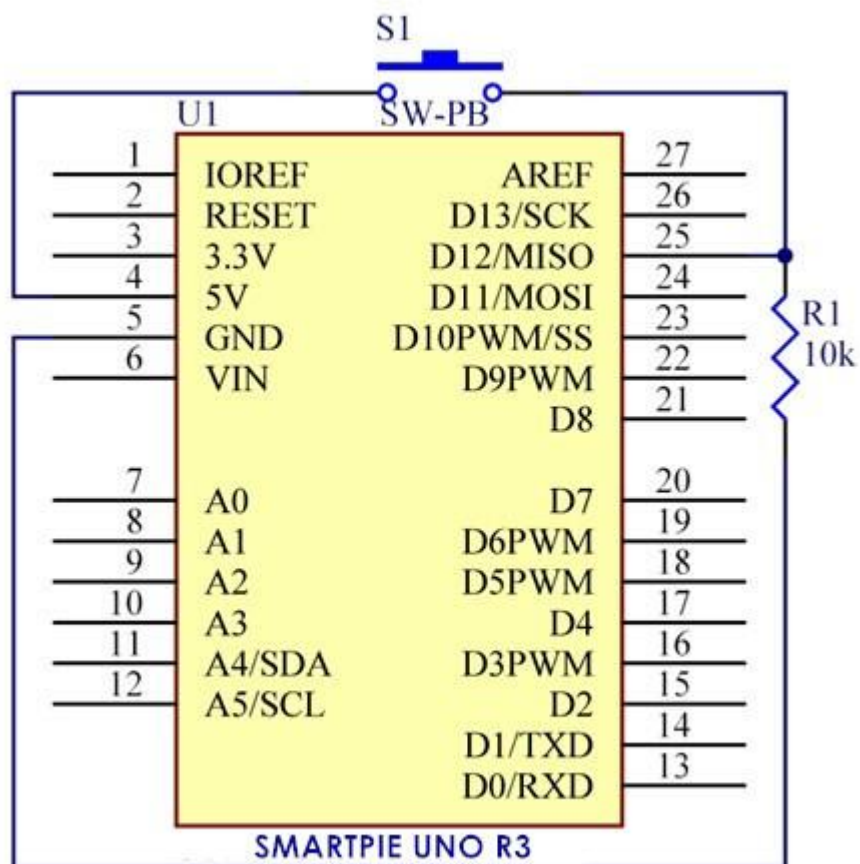 S1
SW-PB
U1
1 IOREF AREF 27
2 RESET D13/SCK 26
3 3.3V D12/MISO 25
4 5V D11/MOSI 24
5 GND D10PWM/SS 23
6 VIN D9PWM 22
D8 21
R1
10k
7 A0 D7 20
8 A1 D6PWM 19
9 A2 D5PWM 18
10 A3 D4 17
11 A4/SDA D3PWM 16
12 A5/SCL D2 15
D1/TXD 14
D0/RXD 13
SMARTPIE UNO R3